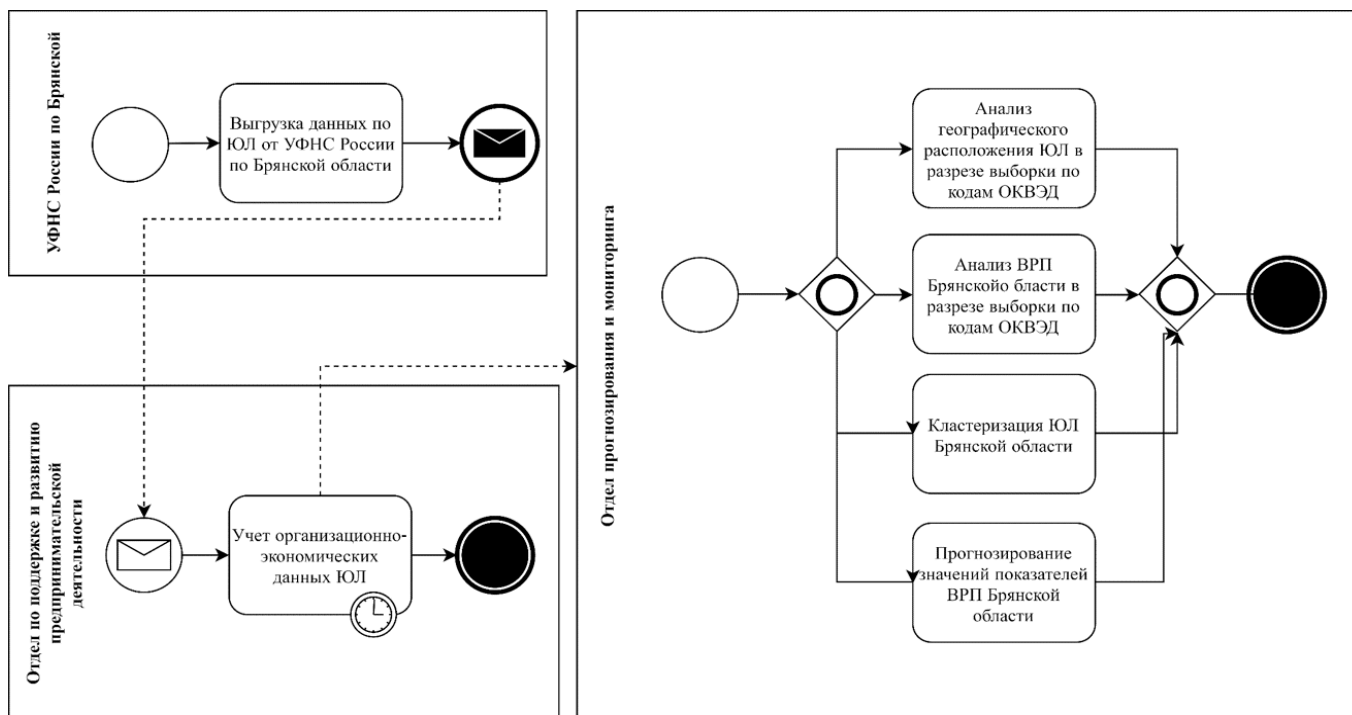 УФНС России по Брянской
Выгрузка данных по
ЮЛ от УФНС России
по Брянской области
Отдел по поддержке и развитию
предпринимательской
деятельности
Учет организационно-
экономических
данных ЮЛ
Отдел прогнозирования и мониторинга
Анализ
географического
расположения ЮЛ в
разрезе выборки по
кодам ОКВЭД
Анализ ВРП
Брянскойо бласти в
разрезе выборки по
кодам ОКВЭД
Кластеризация ЮЛ
Брянской области
Прогнозирование
значений показателей
ВРП Брянской
области